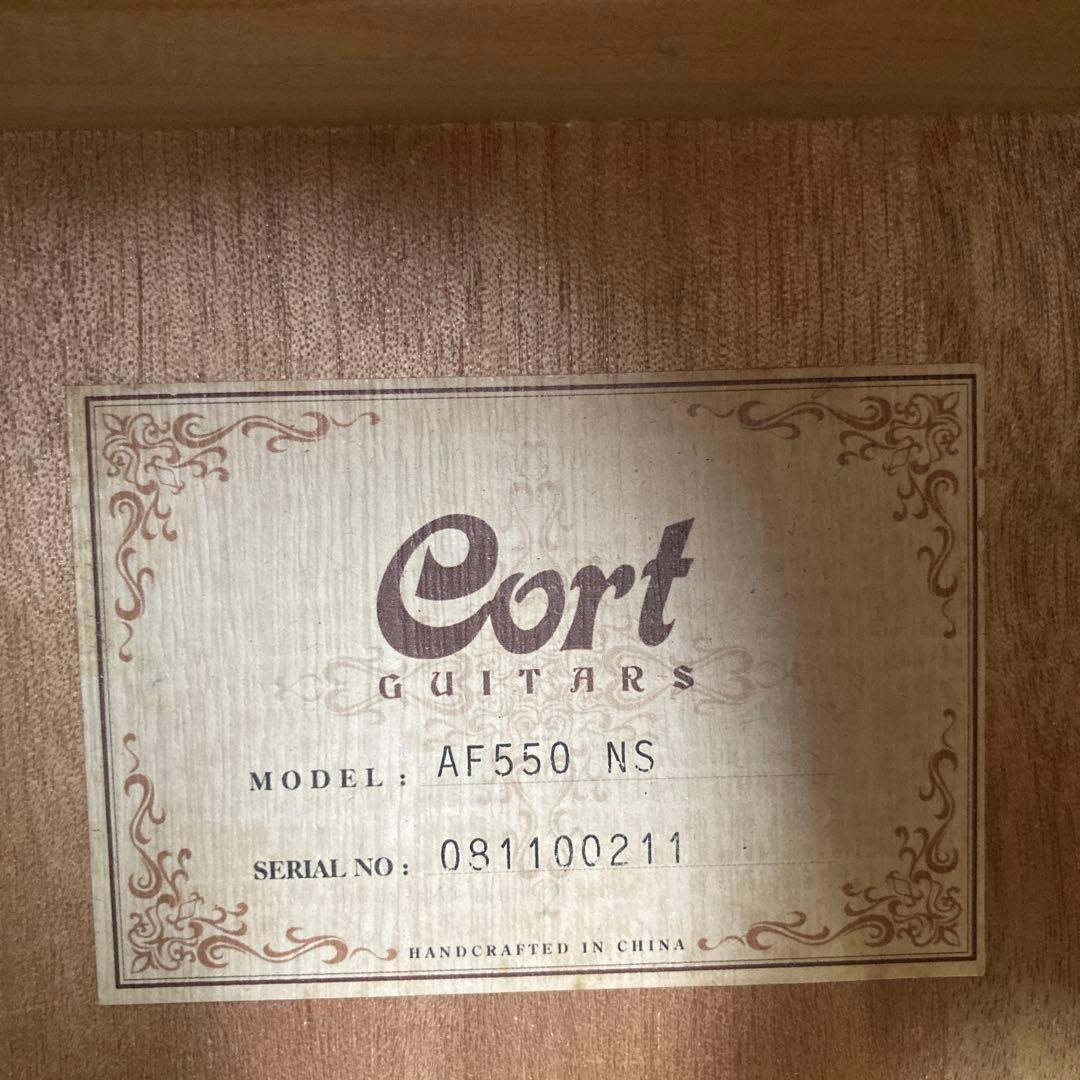 Cort
GUITARS
MODEL : AF550 NS
SERIAL NO : 081100211
HANDCRAFTED IN CHINA